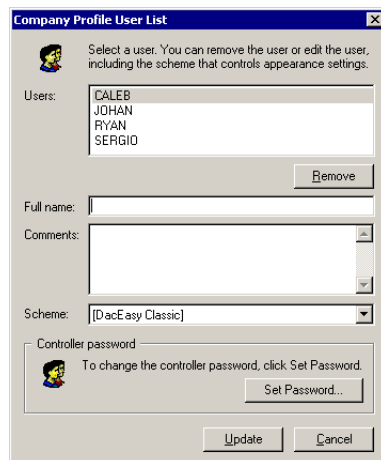 Company Profile User List
Select a user. You can remove the user or edit the user,
including the scheme that controls appearance settings.
Users:
CALEB
JOHAN
RYAN
SERGIO
Remove
Full name:
Comments:
Scheme:
[DacEasy Classic]
Controller password
To change the controller password, click Set Password.
Set Password...
Update
Cancel